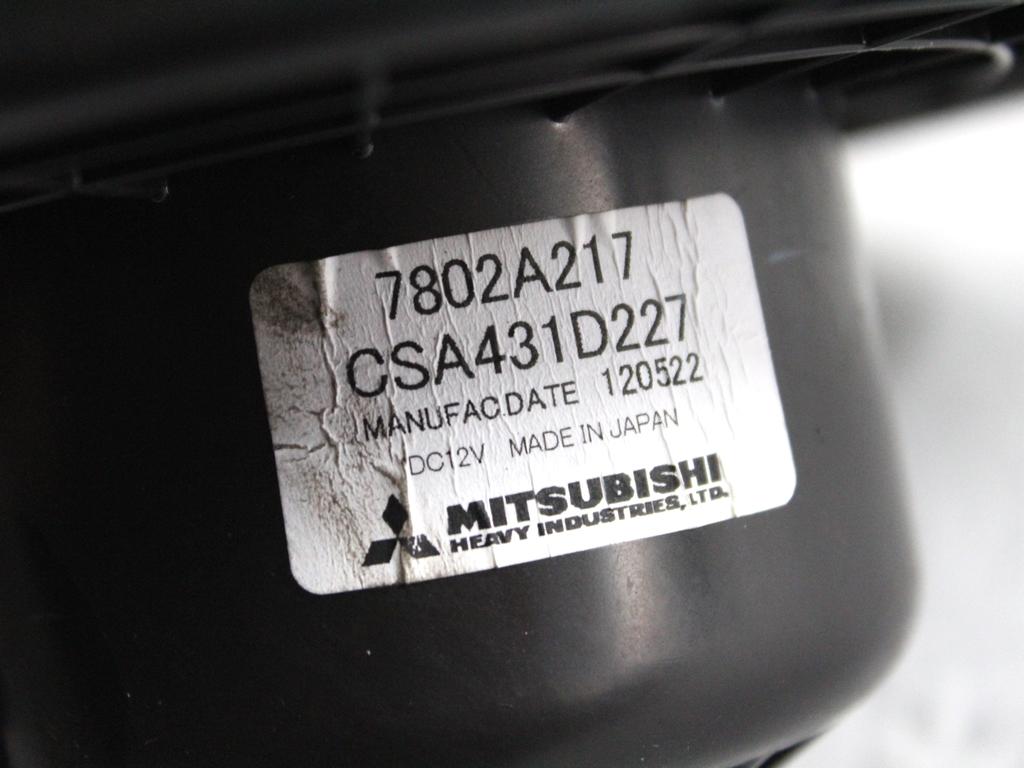 7802A217
CSA431D227
MANUFAC.DATE 120522
DC12V MADE IN JAPAN
MITSUBISHI
HEAVY INDUSTRIES, LTD.